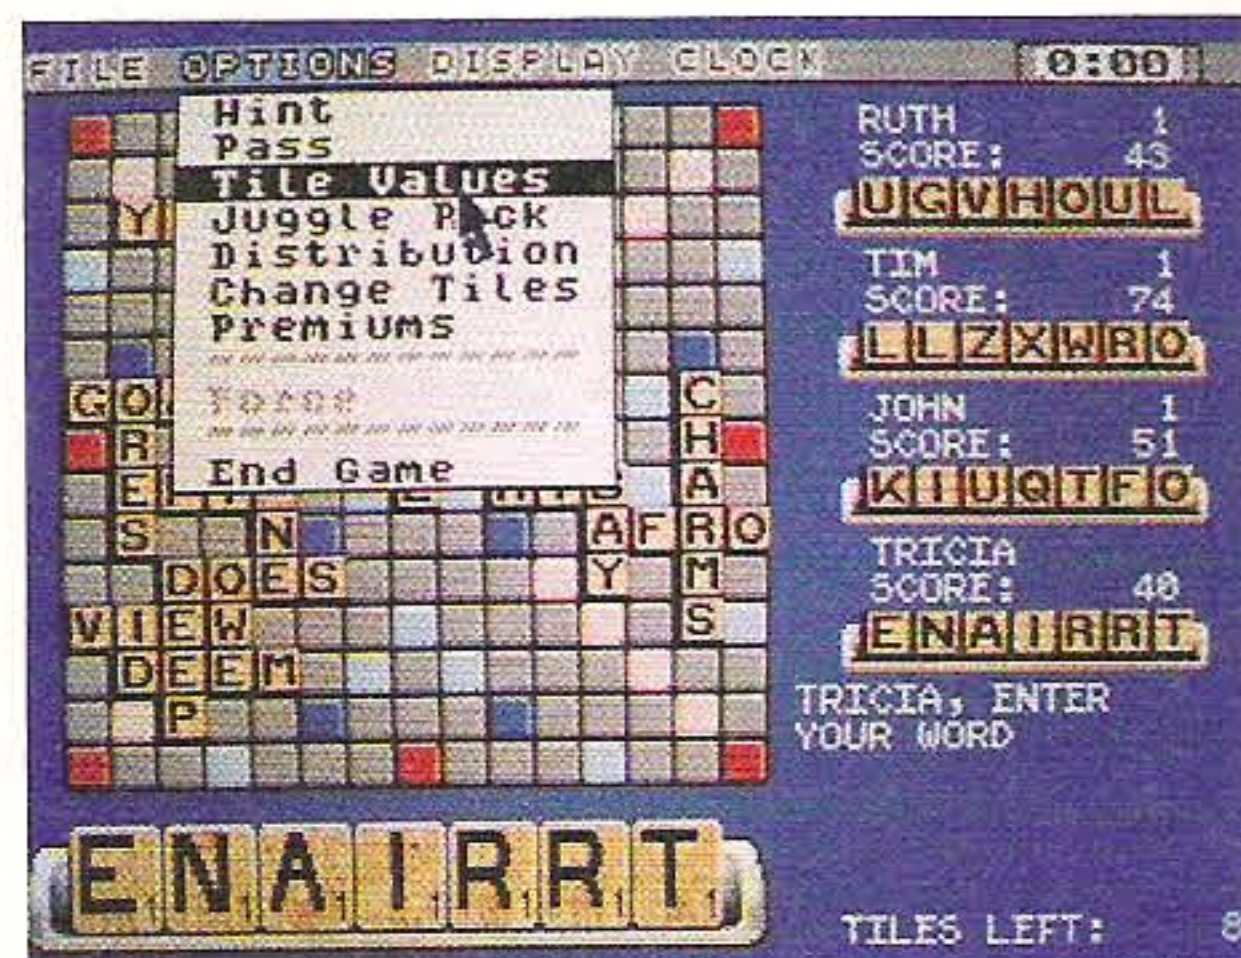 FILE OPTIONS DISPLAY CLOCK 0:00
Hint
Pass
Tile Values
Juggle
Distribution
Change Tiles
Premiums
End Game
RUTH 1
SCORE: 43
UGVHOUL
TIM 1
SCORE: 74
LLZXWRO
JOHN 1
SCORE: 51
KIUQTFO
TRICIA
SCORE: 40
ENAIRRT
TRICIA, ENTER
YOUR WORD
CHARMS
AFRO
DOES
VIEW
DEEM
P
ENAIRRT
TILES LEFT: 8